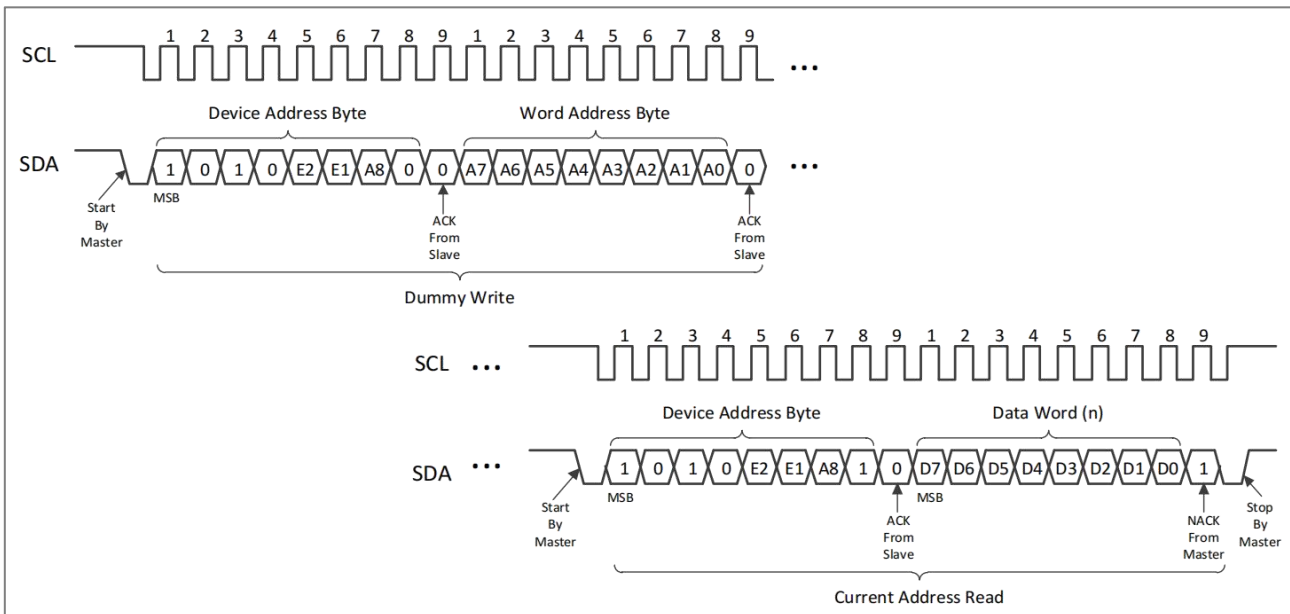 1 2 3 4 5 6 7 8 9 1 2 3 4 5 6 7 8 9
SCL ...
Device Address Byte Word Address Byte
SDA 1 0 1 0 E2 E1 A8 0 0 A7 A6 A5 A4 A3 A2 A1 A0 0 ...
MSB
Start By Master
ACK From Slave
ACK From Slave
Dummy Write
1 2 3 4 5 6 7 8 9 1 2 3 4 5 6 7 8 9
SCL ...
Device Address Byte Data Word (n)
SDA ... 1 0 1 0 E2 E1 A8 1 0 D7 D6 D5 D4 D3 D2 D1 D0 1
MSB MSB
Start By Master
ACK From Slave
NACK From Master
Stop By Master
Current Address Read